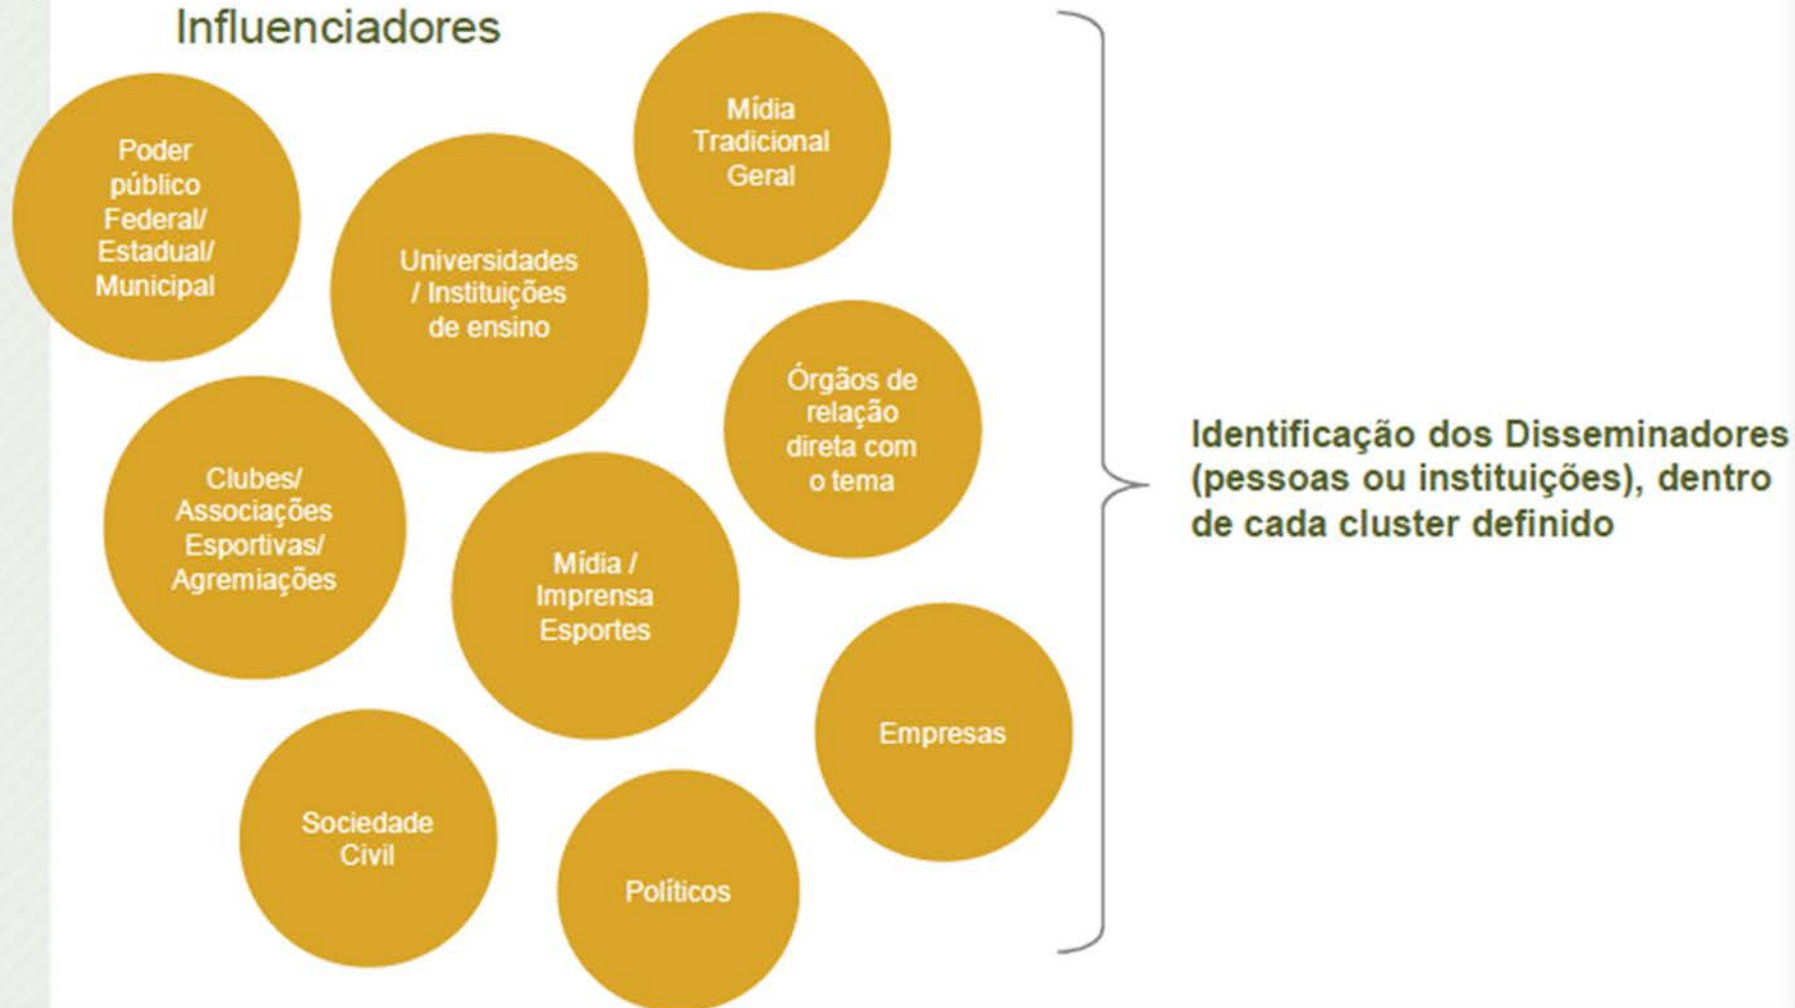 Influenciadores
Poder
público
Federal/
Estadual/
Municipal
Universidades
/ Instituições
de ensino
Mídia
Tradicional
Geral
Órgãos de
relação
direta com
o tema
Clubes/
Associações
Esportivas/
Agremiações
Mídia /
Imprensa
Esportes
Empresas
Sociedade
Civil
Políticos
Identificação dos Disseminadores
(pessoas ou instituições), dentro
de cada cluster definido